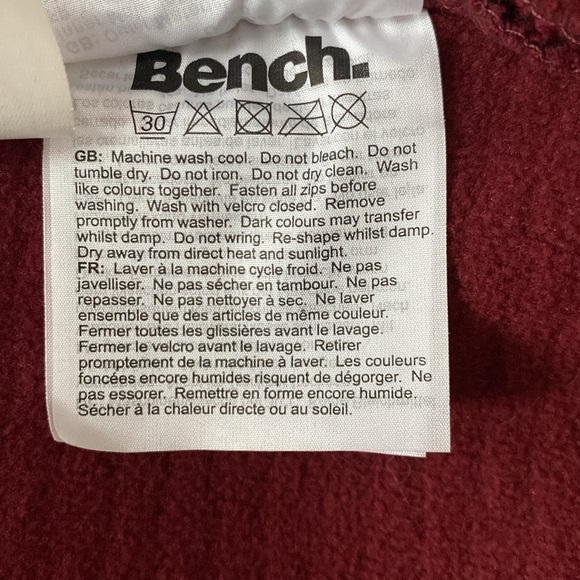 Bench.
30
GB: Machine wash cool. Do not bleach. Do not
tumble dry. Do not iron. Do not dry clean. Wash
like colours together. Fasten all zips before
washing. Wash with velcro closed. Remove
promptly from washer. Dark colours may transfer
whilst damp. Do not wring. Re-shape whilst damp.
Dry away from direct heat and sunlight.
FR: Laver à la machine cycle froid. Ne pas
javelliser. Ne pas sécher en tambour. Ne pas
repasser. Ne pas nettoyer à sec. Ne laver
ensemble que des articles de même couleur.
Fermer toutes les glissières avant le lavage.
Fermer le velcro avant le lavage. Retirer
promptement de la machine à laver. Les couleurs
foncées encore humides risquent de dégorger. Ne
pas essorer. Remettre en forme encore humide.
Sécher à la chaleur directe ou au soleil.